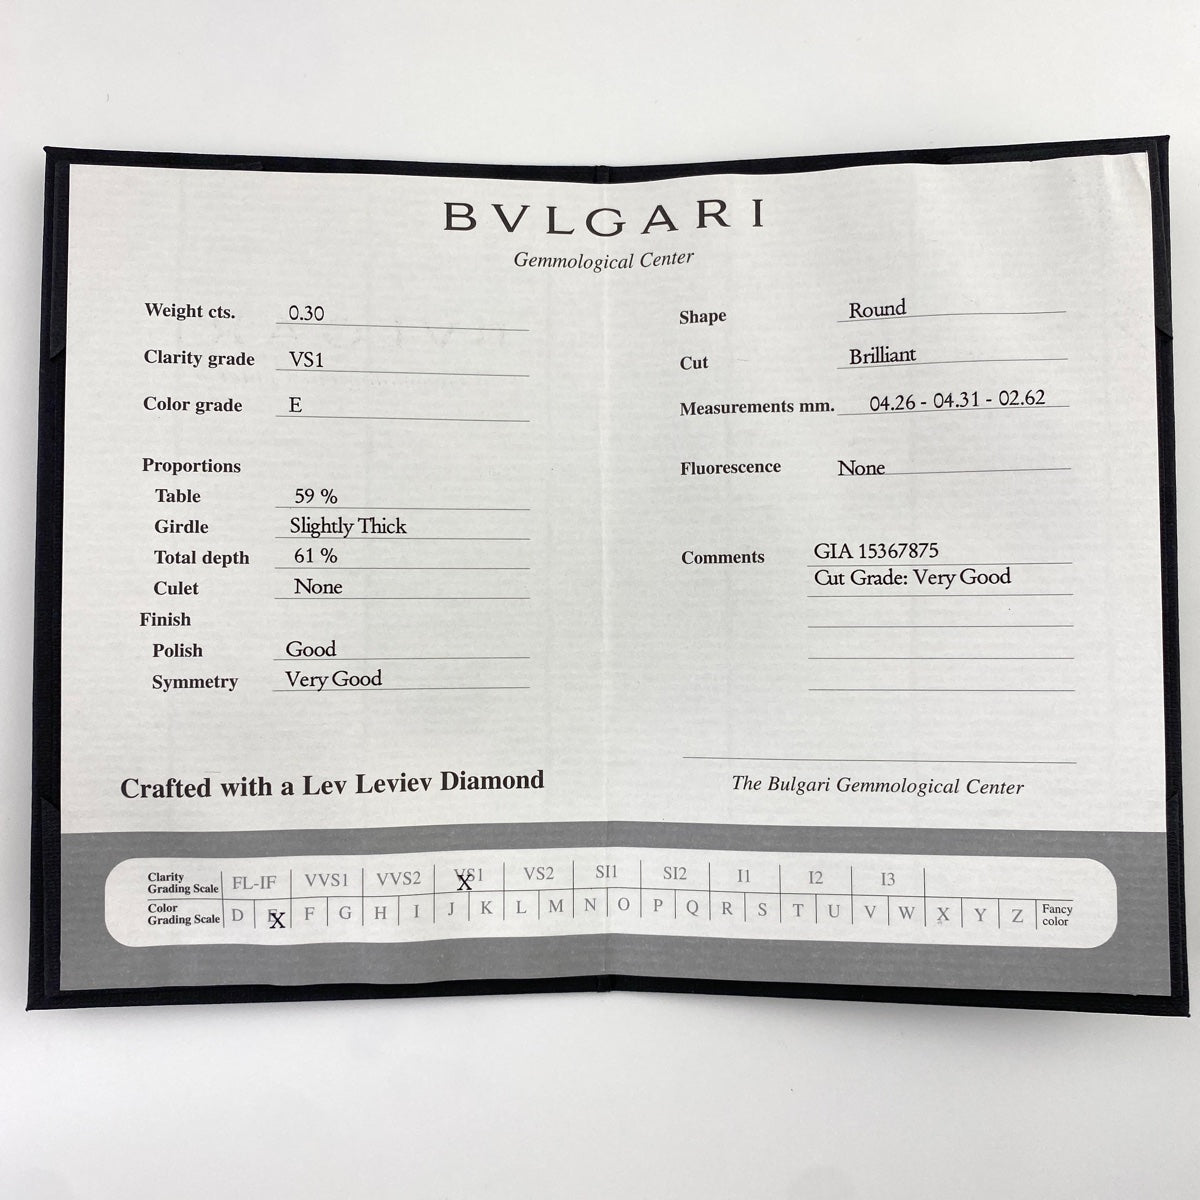 BVLGARI
Gemmological Center
Weight cts. 0.30
Clarity grade VS1
Color grade E
Proportions
Table 59 %
Girdle Slightly Thick
Total depth 61 %
Culet None
Finish
Polish Good
Symmetry Very Good
Crafted with a Lev Leviev Diamond
Shape Round
Cut Brilliant
Measurements mm. 04.26 - 04.31 - 02.62
Fluorescence None
Comments GIA 15367875
Cut Grade: Very Good
The Bulgari Gemmological Center
Clarity
Grading Scale FL-IF VVS1 VVS2 VS1 VS2 SI1 SI2 I1 I2 I3
X
Color
Grading Scale D E F G H I J K L M N O P Q R S T U V W X Y Z Fancy
color
X